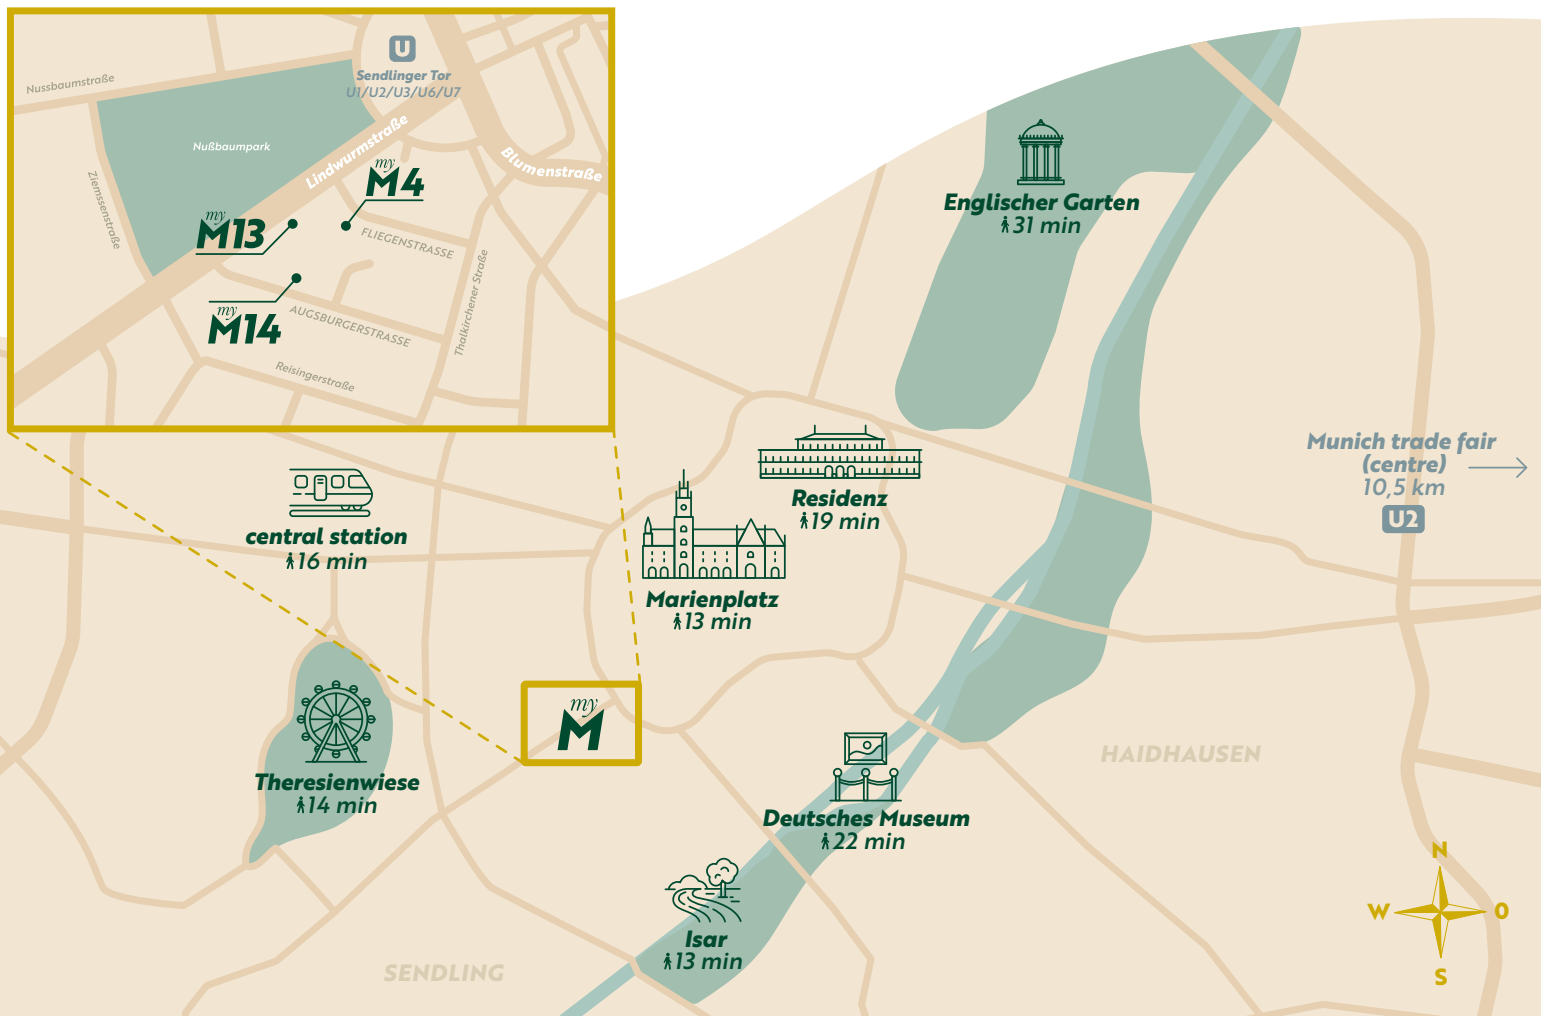 Nussbaumstraße
U
Sendlinger Tor
U1/U2/U3/U6/U7
Nußbaumpark
Lindwurmstraße
Blumenstraße
Ziemssenstraße
my
M4
my
M13
FLIEGENSTRASSE
Thalkirchener Straße
my
M14
AUGSBURGERSTRASSE
Reisingerstraße
Englischer Garten
31 min
Munich trade fair
(centre)
10,5 km
U2
Residenz
19 min
central station
16 min
Marienplatz
13 min
my
M
Theresienwiese
14 min
HAIDHAUSEN
Deutsches Museum
22 min
Isar
13 min
SENDLING
N
W
O
S